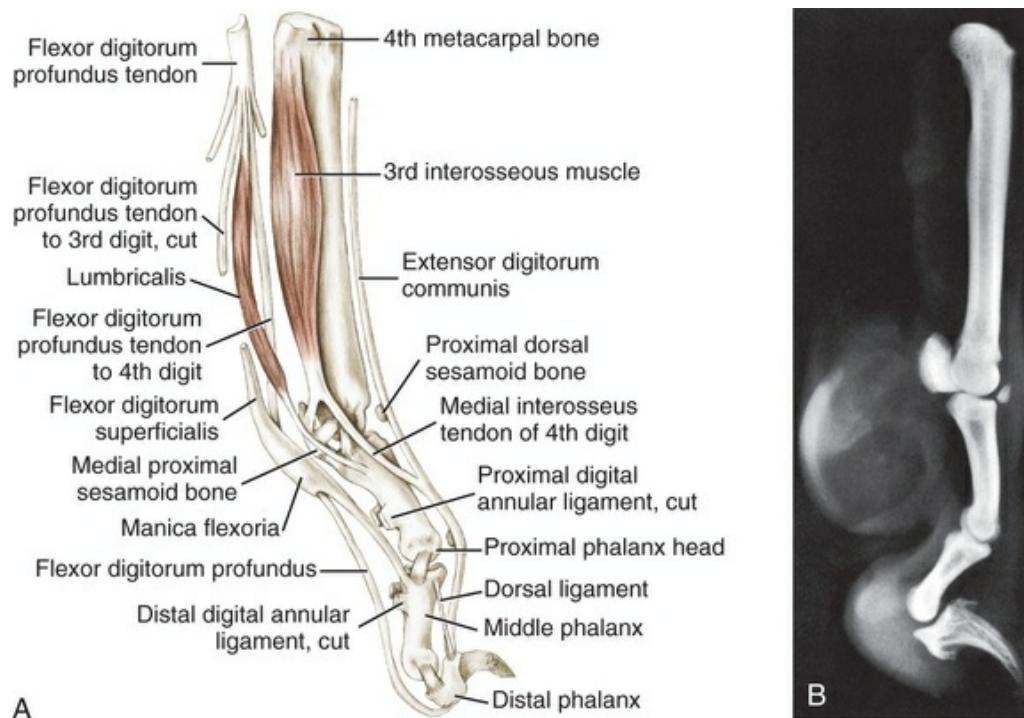 4th metacarpal bone
Flexor digitorum
profundus tendon
3rd interosseous muscle
Flexor digitorum
profundus tendon
to 3rd digit, cut
Extensor digitorum
communis
Lumbricalis
Flexor digitorum
profundus tendon
to 4th digit
Proximal dorsal
sesamoid bone
Flexor digitorum
superficialis
Medial interosseus
tendon of 4th digit
Medial proximal
sesamoid bone
Proximal digital
annular ligament, cut
Manica flexoria
Proximal phalanx head
Flexor digitorum profundus
Dorsal ligament
Distal digital annular
ligament, cut
Middle phalanx
Distal phalanx
A
B